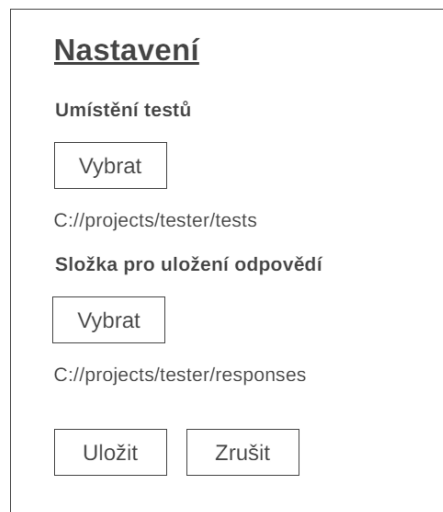 Nastavení
Umístění testů
Vybrat
C://projects/tester/tests
Složka pro uložení odpovědí
Vybrat
C://projects/tester/responses
Uložit Zrušit